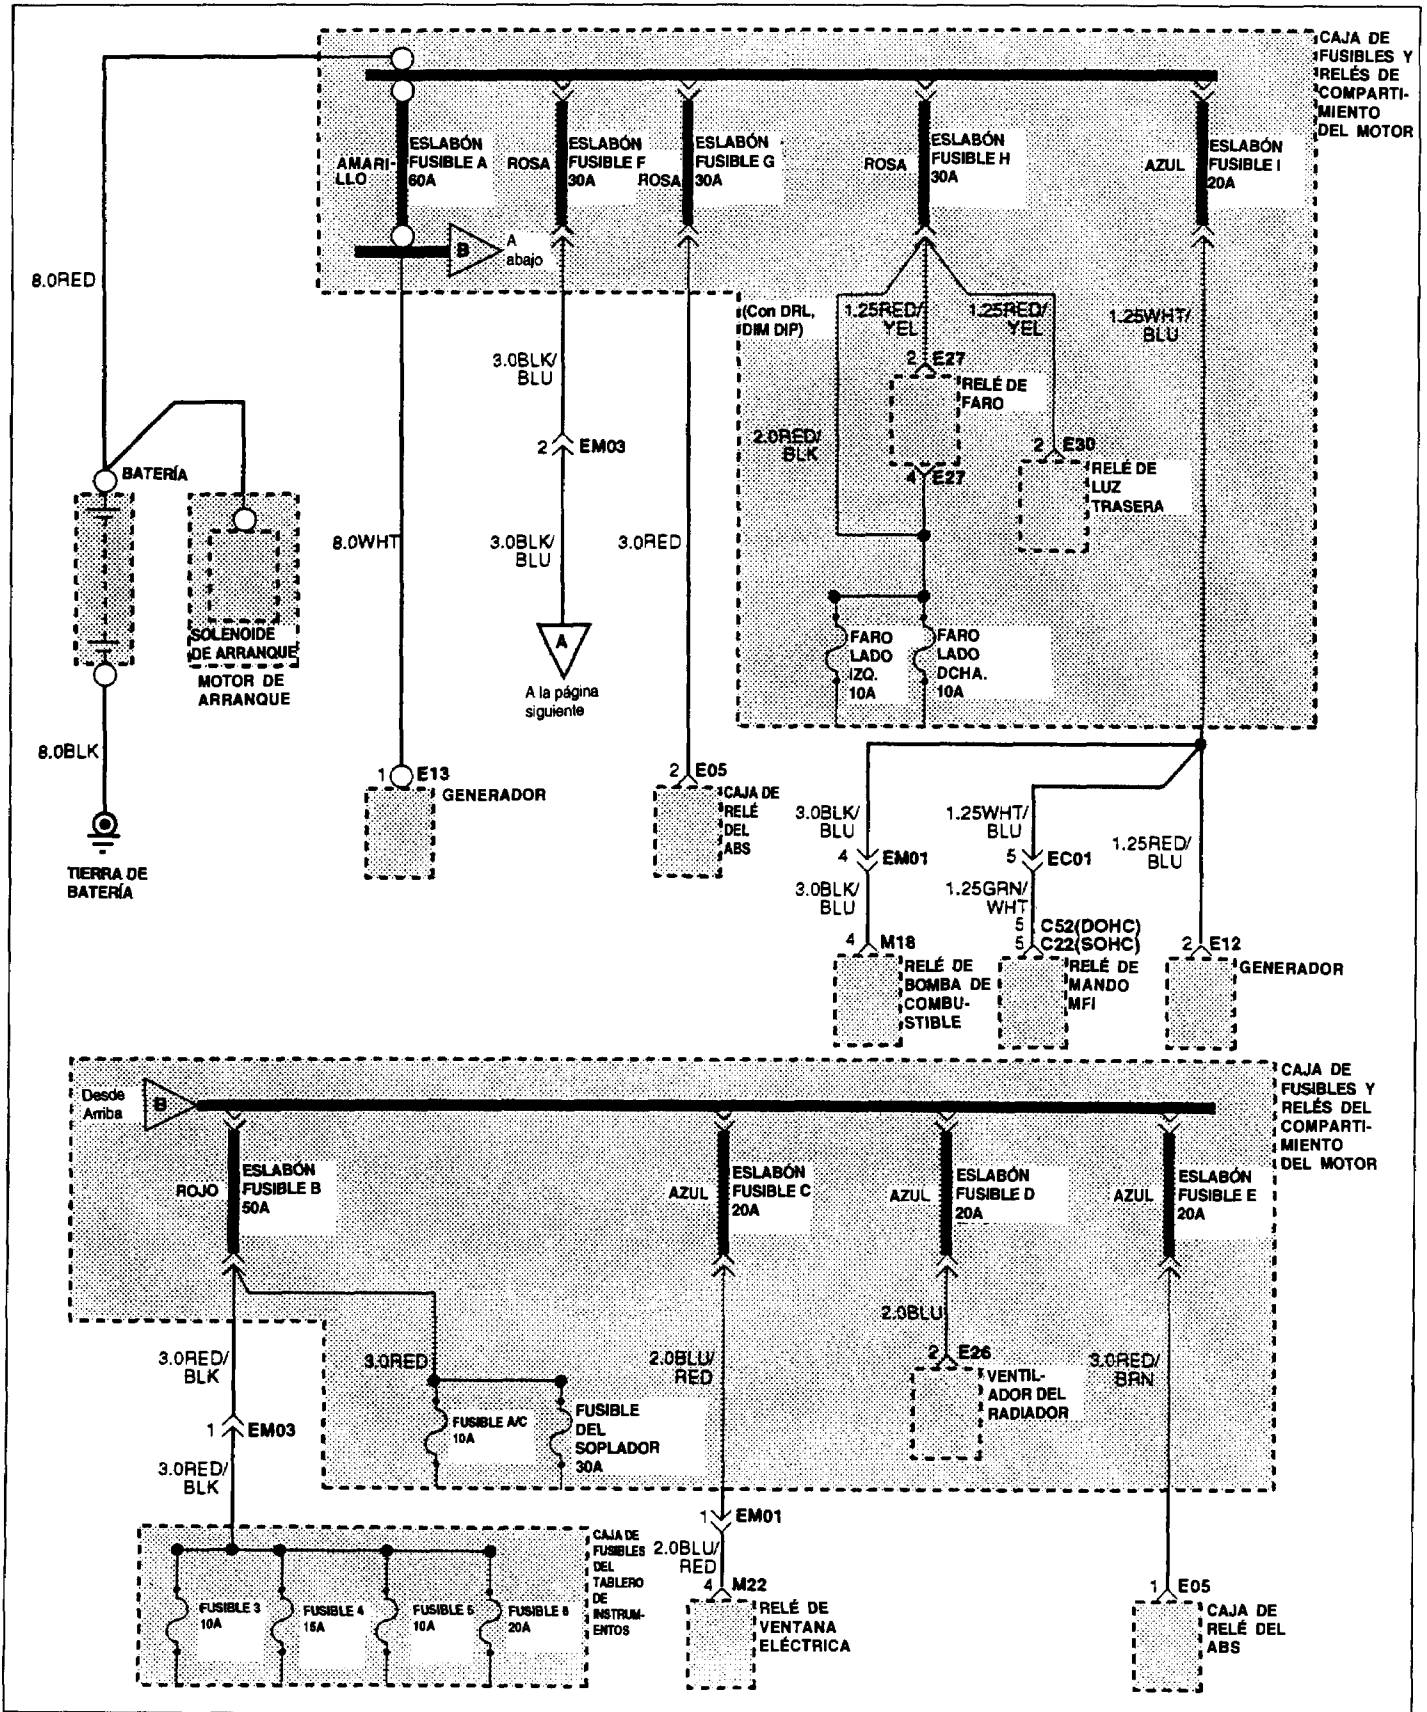 CAJA DE
FUSIBLES Y
RELÉS DE
COMPARTI-
MIENTO
DEL MOTOR
AMARI-
LLO
ESLABÓN
FUSIBLE A
60A
ROSA
ESLABÓN
FUSIBLE F
30A
ROSA
ESLABÓN
FUSIBLE G
30A
ROSA
ESLABÓN
FUSIBLE H
30A
AZUL
ESLABÓN
FUSIBLE I
20A
B
A
abajo
8.0RED
(Con DRL,
DIM DIP)
1.25RED/
YEL
1.25RED/
YEL
1.25WHT/
BLU
3.0BLK/
BLU
2 E27
RELÉ DE
FARO
2.0RED/
BLK
4 E27
2 E30
RELÉ DE
LUZ
TRASERA
2 EM03
BATERÍA
8.0WHT
3.0BLK/
BLU
3.0RED
SOLENOIDE
DE ARRANQUE
MOTOR DE
ARRANQUE
A
A la página
siguiente
FARO
LADO
IZQ.
10A
FARO
LADO
DCHA.
10A
8.0BLK
TIERRA DE
BATERÍA
1 E13
GENERADOR
2 E05
CAJA DE
RELÉ
DEL
ABS
3.0BLK/
BLU
4 EM01
3.0BLK/
BLU
4 M18
RELÉ DE
BOMBA DE
COMBU-
STIBLE
1.25WHT/
BLU
5 EC01
1.25GRN/
WHT
5 C52(DOHC)
5 C22(SOHC)
RELÉ DE
MANDO
MFI
1.25RED/
BLU
2 E12
GENERADOR
CAJA DE
FUSIBLES Y
RELÉS DEL
COMPARTI-
MIENTO
DEL MOTOR
Desde
Arriba
B
ROJO
ESLABÓN
FUSIBLE B
50A
AZUL
ESLABÓN
FUSIBLE C
20A
AZUL
ESLABÓN
FUSIBLE D
20A
AZUL
ESLABÓN
FUSIBLE E
20A
3.0RED/
BLK
3.0RED
2.0BLU/
RED
2.0BLU
2 E26
VENTIL-
ADOR DEL
RADIADOR
3.0RED/
BRN
FUSIBLE A/C
10A
FUSIBLE
DEL
SOPLADOR
30A
1 EM03
3.0RED/
BLK
1 EM01
2.0BLU/
RED
4 M22
RELÉ DE
VENTANA
ELÉCTRICA
CAJA DE
FUSIBLES
DEL
TABLERO
DE
INSTRUM-
ENTOS
FUSIBLE 3
10A
FUSIBLE 4
15A
FUSIBLE 5
10A
FUSIBLE 6
20A
1 E05
CAJA DE
RELÉ DEL
ABS